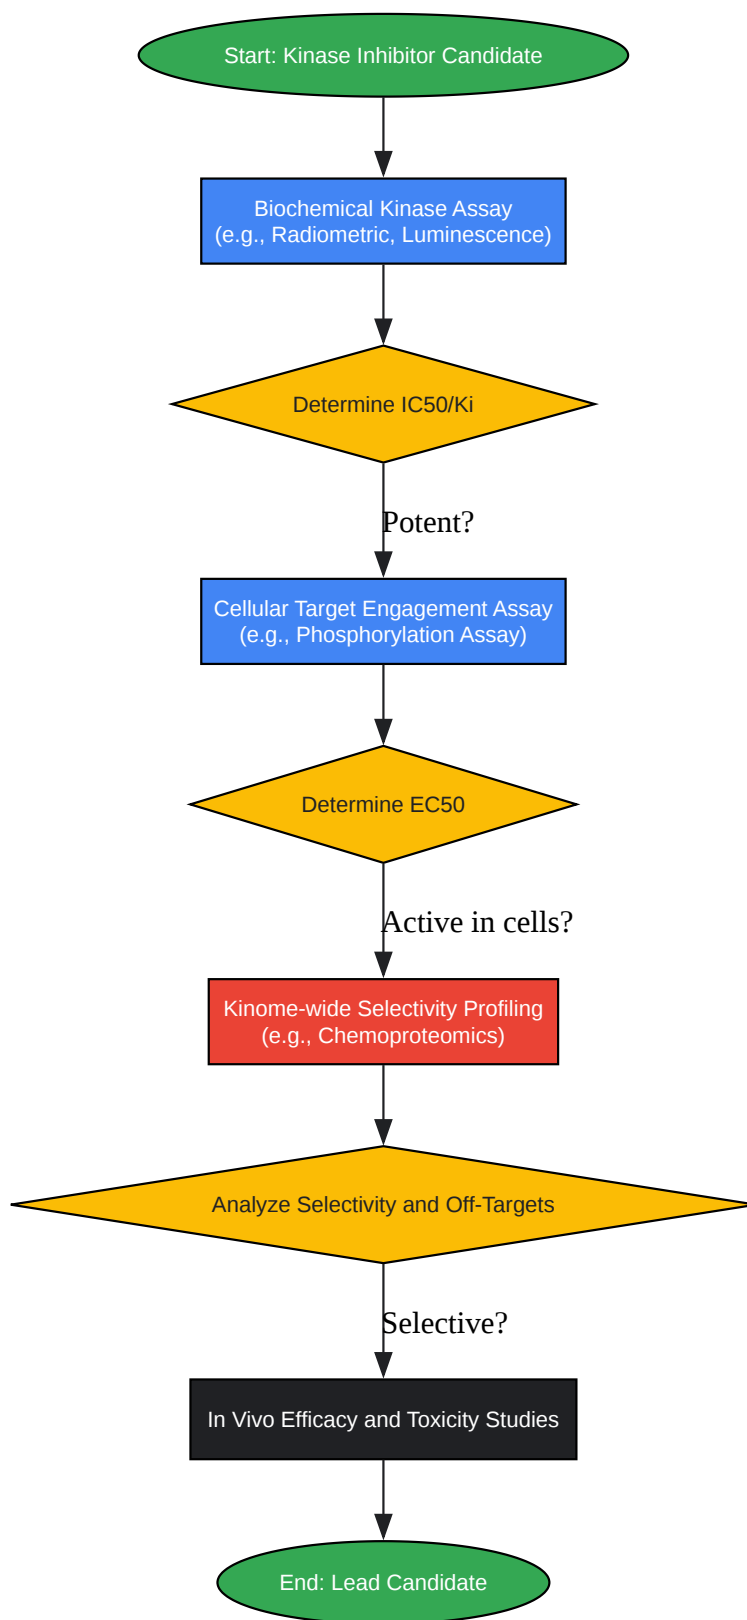 Start: Kinase Inhibitor Candidate
Biochemical Kinase Assay
(e.g., Radiometric, Luminescence)
Determine IC50/Ki
Potent?
Cellular Target Engagement Assay
(e.g., Phosphorylation Assay)
Determine EC50
Active in cells?
Kinome-wide Selectivity Profiling
(e.g., Chemoproteomics)
Analyze Selectivity and Off-Targets
Selective?
In Vivo Efficacy and Toxicity Studies
End: Lead Candidate